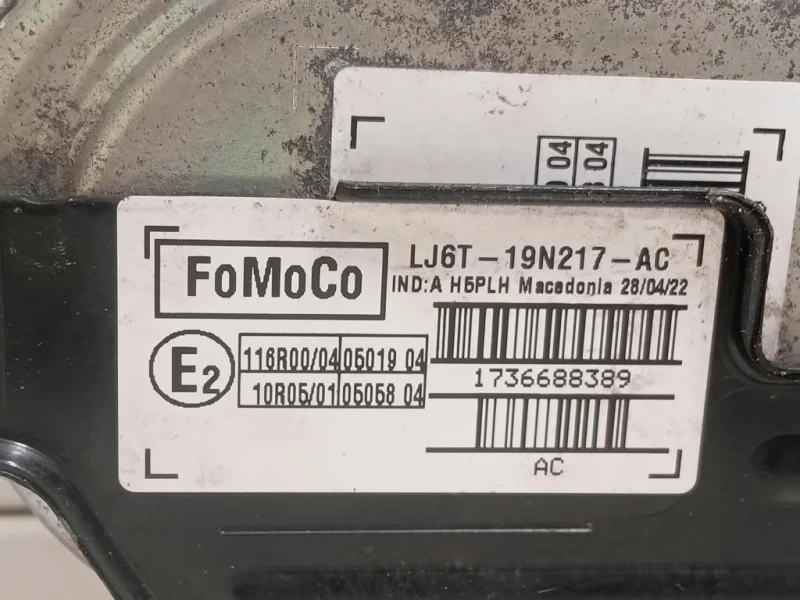 04
04
FoMoCo
LJ6T-19N217-AC
IND:A H5PLH Macedonia 28/04/22
E2
116R00/04 05019 04
10R05/01 05058 04
1736688389
AC